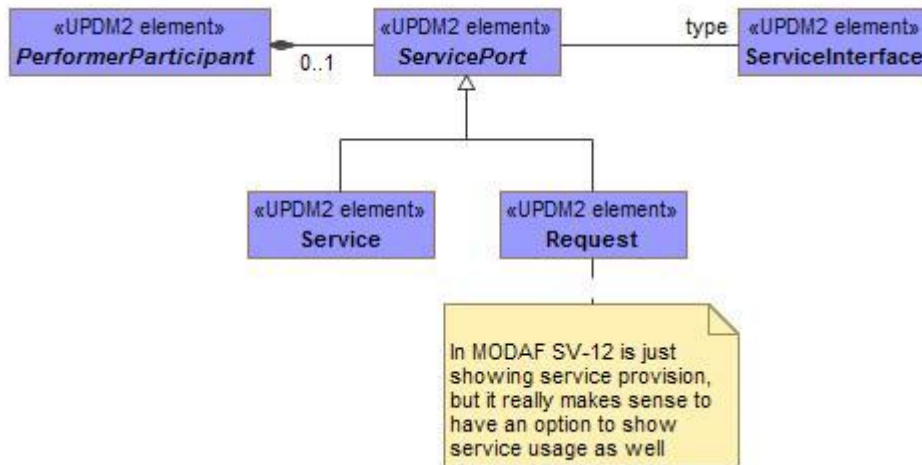 «UPDM2 element»
PerformerParticipant
0..1
«UPDM2 element»
ServicePort
type
«UPDM2 element»
ServiceInterface
«UPDM2 element»
Service
«UPDM2 element»
Request
In MODAF SV-12 is just
showing service provision,
but it really makes sense to
have an option to show
service usage as well